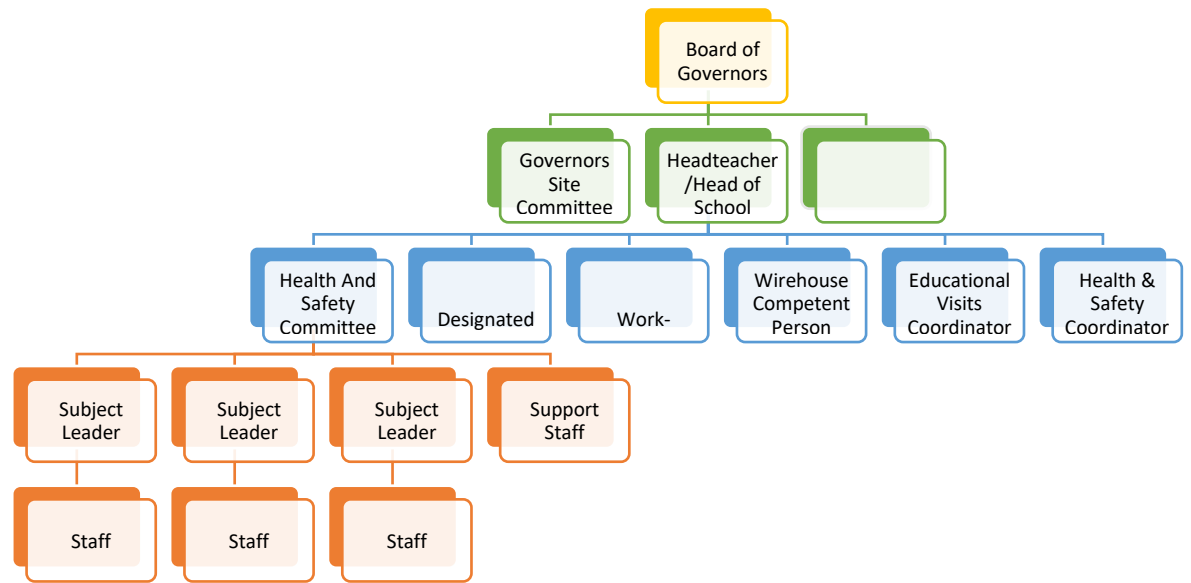 Board of
Governors
Governors
Site
Committee
Headteacher
/Head of
School
Health And
Safety
Committee
Designated
Work-
Wirehouse
Competent
Person
Educational
Visits
Coordinator
Health &
Safety
Coordinator
Subject
Leader
Subject
Leader
Subject
Leader
Support
Staff
Staff
Staff
Staff